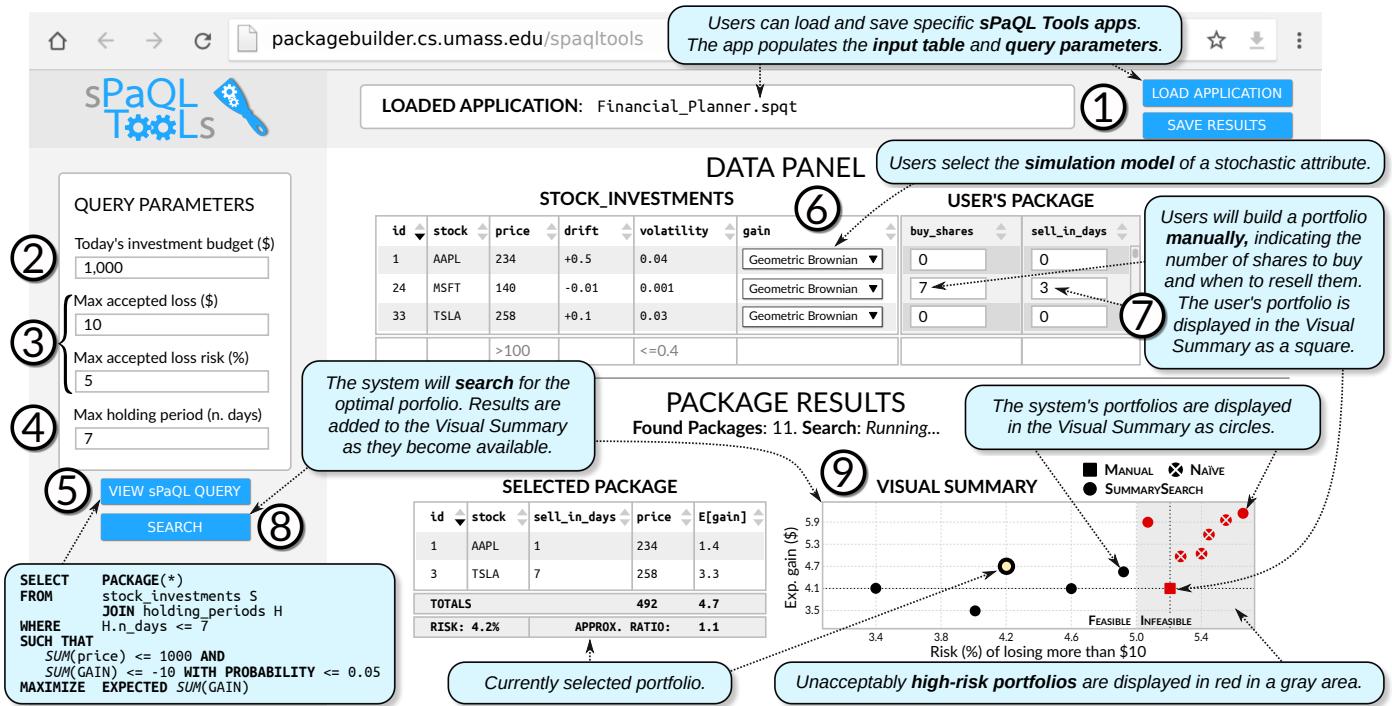 packagebuilder.cs.umass.edu/spaqltools
Users can load and save specific sPaQL Tools apps.
The app populates the input table and query parameters.
sPaQL
TooLs
LOADED APPLICATION: Financial_Planner.spqt
1
LOAD APPLICATION
SAVE RESULTS
DATA PANEL
Users select the simulation model of a stochastic attribute.
QUERY PARAMETERS
2
Today's investment budget ($)
1,000
3
Max accepted loss ($)
10
Max accepted loss risk (%)
5
4
Max holding period (n. days)
7
5
VIEW sPaQL QUERY
SEARCH
8
STOCK_INVESTMENTS
6
id stock price drift volatility gain
1 AAPL 234 +0.5 0.04 Geometric Brownian
24 MSFT 140 -0.01 0.001 Geometric Brownian
33 TSLA 258 +0.1 0.03 Geometric Brownian
>100 <=0.4
USER'S PACKAGE
buy_shares sell_in_days
0 0
7 3
0 0
7
Users will build a portfolio
manually, indicating the
number of shares to buy
and when to resell them.
The user's portfolio is
displayed in the Visual
Summary as a square.
The system will search for the
optimal porfolio. Results are
added to the Visual Summary
as they become available.
PACKAGE RESULTS
Found Packages: 11. Search: Running...
The system's portfolios are displayed
in the Visual Summary as circles.
SELECTED PACKAGE
id stock sell_in_days price E[gain]
1 AAPL 1 234 1.4
3 TSLA 7 258 3.3
TOTALS 492 4.7
RISK: 4.2% APPROX. RATIO: 1.1
9
VISUAL SUMMARY
Manual Naïve
SummarySearch
Exp. gain ($)
5.9
5.3
4.7
4.1
3.5
Feasible Infeasible
3.4 3.8 4.2 4.6 5.0 5.4
Risk (%) of losing more than $10
SELECT PACKAGE(*)
FROM stock_investments S
JOIN holding_periods H
WHERE H.n_days <= 7
SUCH THAT
SUM(price) <= 1000 AND
SUM(GAIN) <= -10 WITH PROBABILITY <= 0.05
MAXIMIZE EXPECTED SUM(GAIN)
Currently selected portfolio.
Unacceptably high-risk portfolios are displayed in red in a gray area.